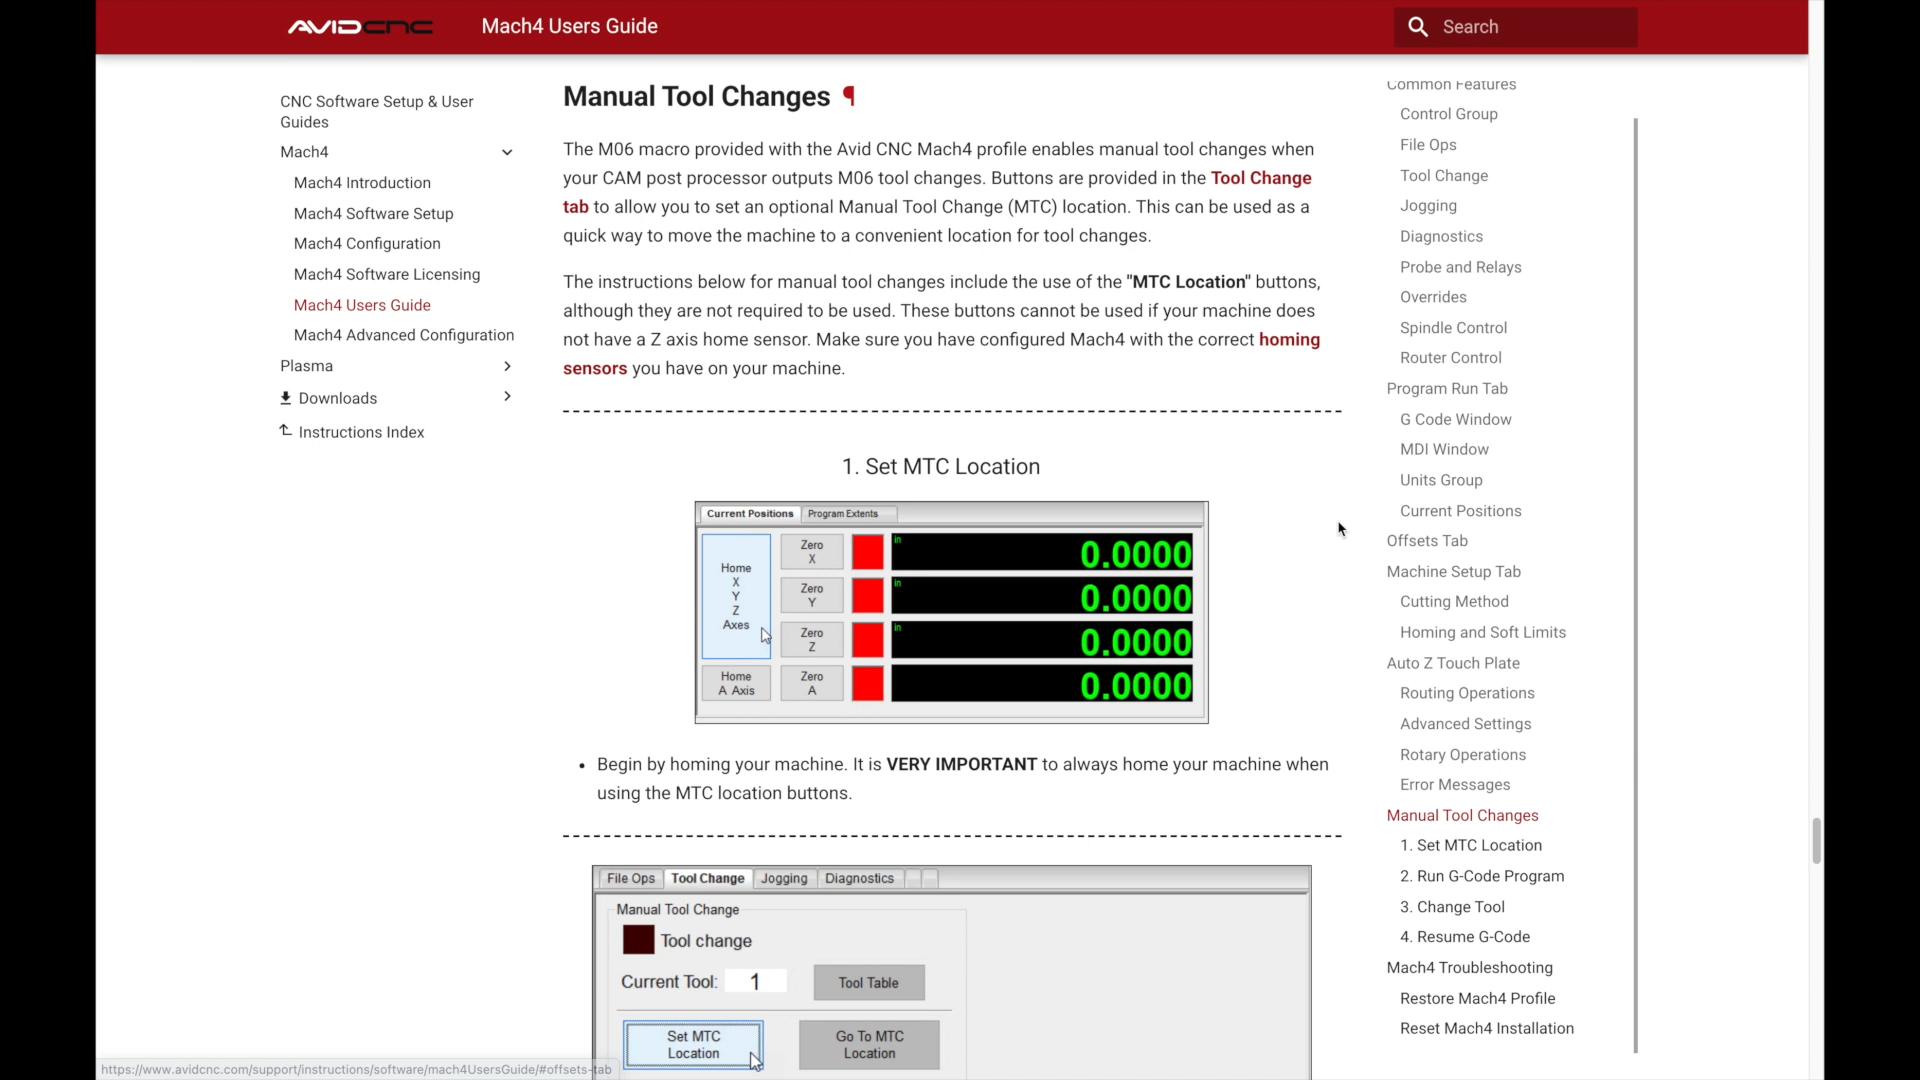 AVIDCNC
Mach4 Users Guide
Search
CNC Software Setup & User
Guides
Mach4
Mach4 Introduction
Mach4 Software Setup
Mach4 Configuration
Mach4 Software Licensing
Mach4 Users Guide
Mach4 Advanced Configuration
Plasma
Downloads
Instructions Index
Manual Tool Changes ¶
The M06 macro provided with the Avid CNC Mach4 profile enables manual tool changes when
your CAM post processor outputs M06 tool changes. Buttons are provided in the Tool Change
tab to allow you to set an optional Manual Tool Change (MTC) location. This can be used as a
quick way to move the machine to a convenient location for tool changes.
The instructions below for manual tool changes include the use of the "MTC Location" buttons,
although they are not required to be used. These buttons cannot be used if your machine does
not have a Z axis home sensor. Make sure you have configured Mach4 with the correct homing
sensors you have on your machine.
1. Set MTC Location
Current Positions Program Extents
Home
X
Y
Z
Axes
Zero
X
in
0.0000
Zero
Y
in
0.0000
Zero
Z
in
0.0000
Home
A Axis
Zero
A
0.0000
• Begin by homing your machine. It is VERY IMPORTANT to always home your machine when
using the MTC location buttons.
File Ops Tool Change Jogging Diagnostics
Manual Tool Change
Tool change
Current Tool: 1 Tool Table
Set MTC
Location
Go To MTC
Location
Common Features
Control Group
File Ops
Tool Change
Jogging
Diagnostics
Probe and Relays
Overrides
Spindle Control
Router Control
Program Run Tab
G Code Window
MDI Window
Units Group
Current Positions
Offsets Tab
Machine Setup Tab
Cutting Method
Homing and Soft Limits
Auto Z Touch Plate
Routing Operations
Advanced Settings
Rotary Operations
Error Messages
Manual Tool Changes
1. Set MTC Location
2. Run G-Code Program
3. Change Tool
4. Resume G-Code
Mach4 Troubleshooting
Restore Mach4 Profile
Reset Mach4 Installation
https://www.avidcnc.com/support/instructions/software/mach4UsersGuide/#offsets-tab